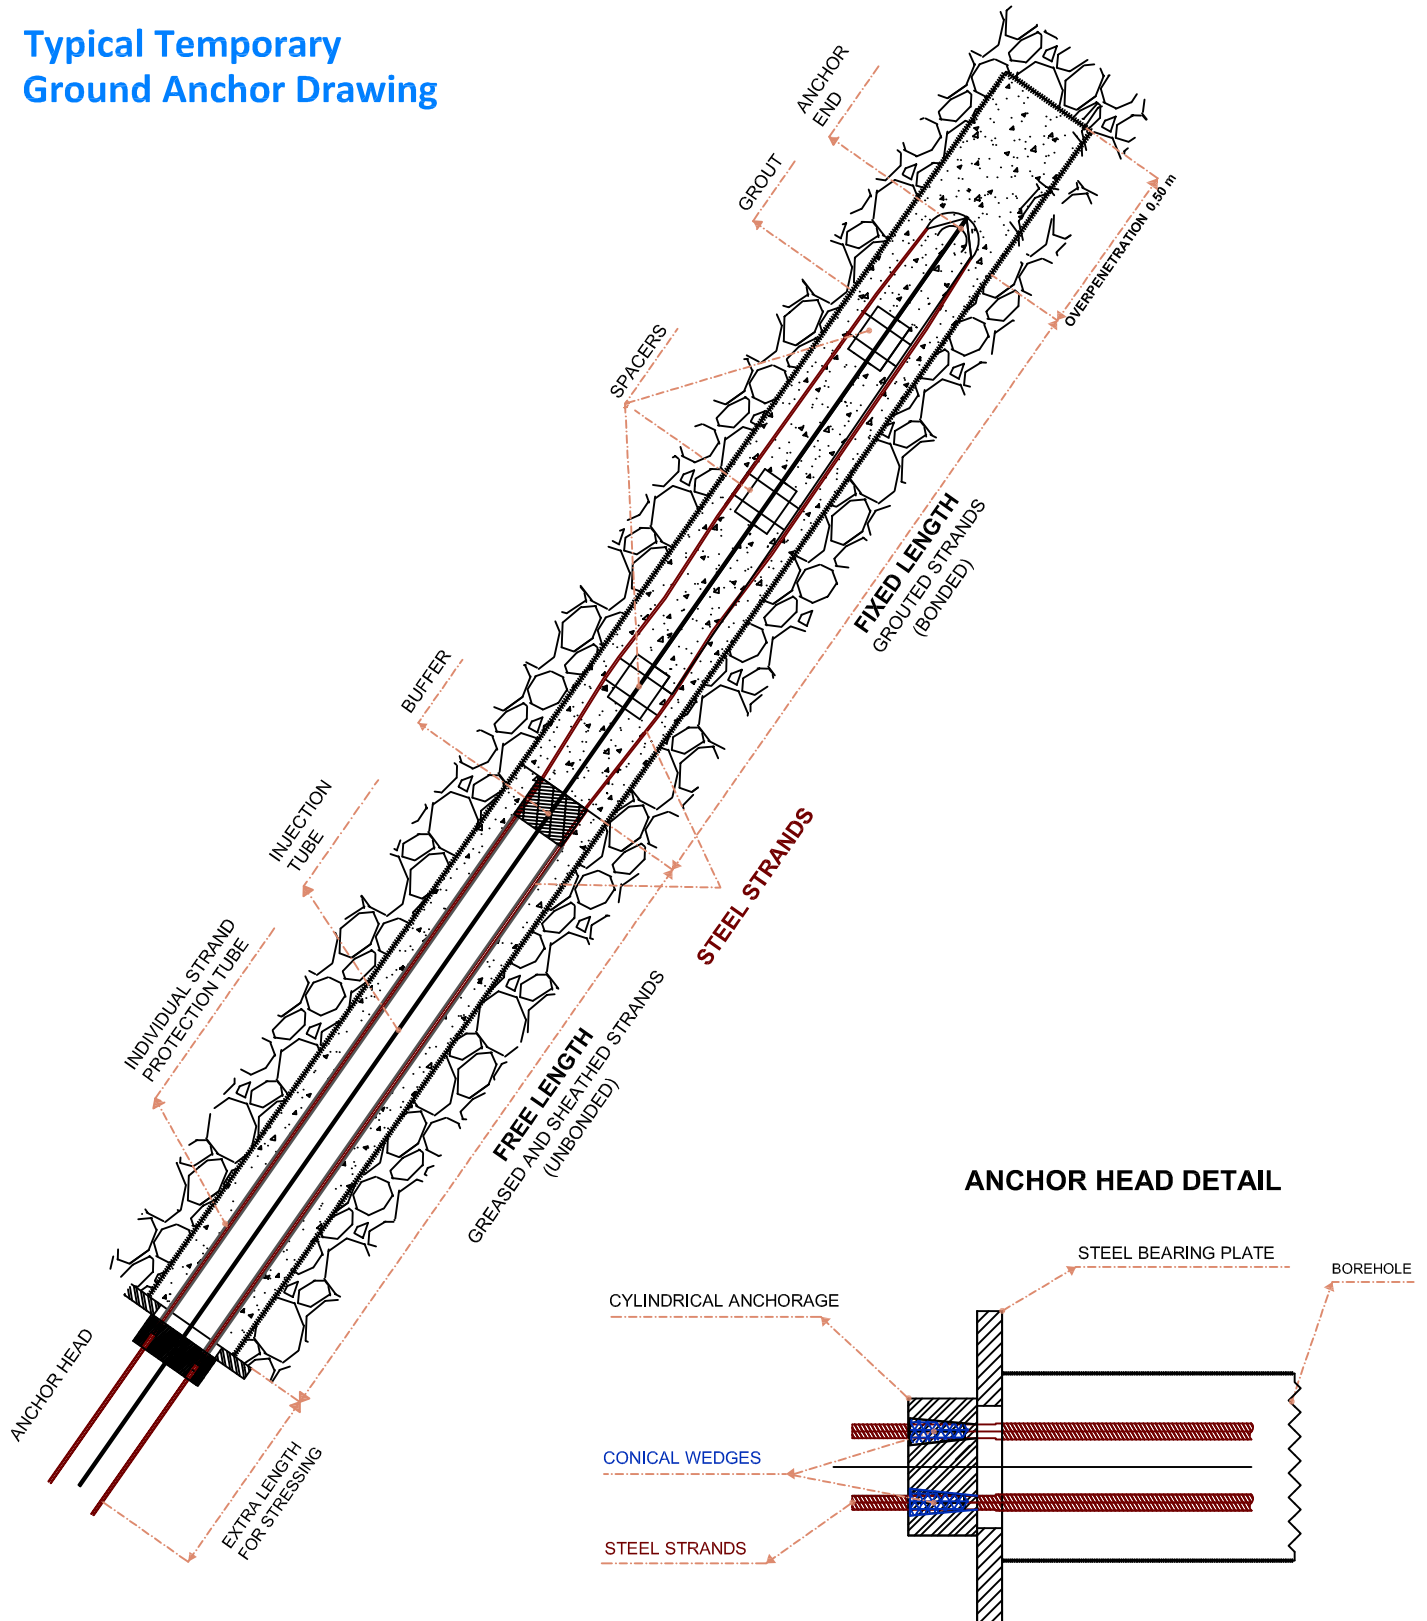 Typical Temporary
Ground Anchor Drawing
ANCHOR
END
GROUT
OVERPENETRATION 0,50 m
SPACERS
FIXED LENGTH
GROUTED STRANDS
(BONDED)
BUFFER
INJECTION
TUBE
STEEL STRANDS
INDIVIDUAL STRAND
PROTECTION TUBE
FREE LENGTH
GREASED AND SHEATHED STRANDS
(UNBONDED)
ANCHOR HEAD
EXTRA LENGTH
FOR STRESSING
ANCHOR HEAD DETAIL
STEEL BEARING PLATE
BOREHOLE
CYLINDRICAL ANCHORAGE
CONICAL WEDGES
STEEL STRANDS